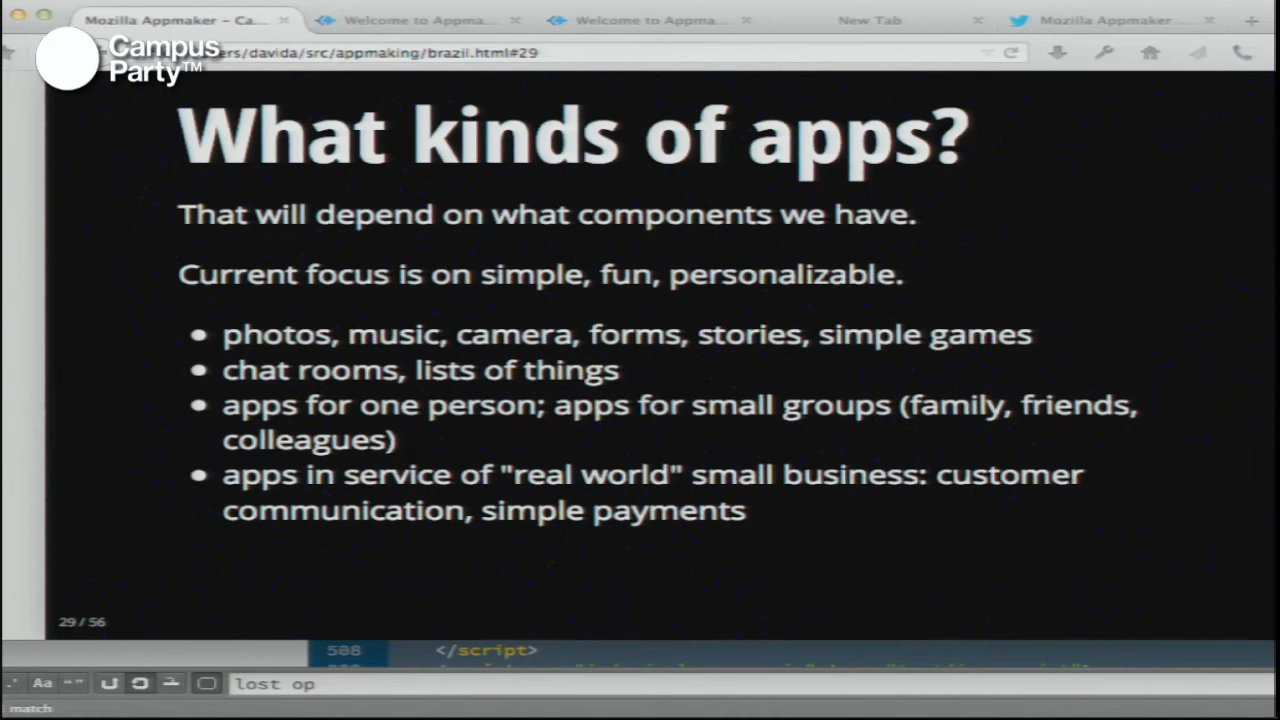 Mozilla Appmaker – Ca...
Welcome to Appma...
Welcome to Appma...
New Tab
Mozilla Appmaker ...
Campus
Party™
ers/davida/src/appmaking/brazil.html#29
What kinds of apps?
That will depend on what components we have.
Current focus is on simple, fun, personalizable.
• photos, music, camera, forms, stories, simple games
• chat rooms, lists of things
• apps for one person; apps for small groups (family, friends,
colleagues)
• apps in service of "real world" small business: customer
communication, simple payments
29 / 56
508 </script>
.* Aa “ ”
lost op
match